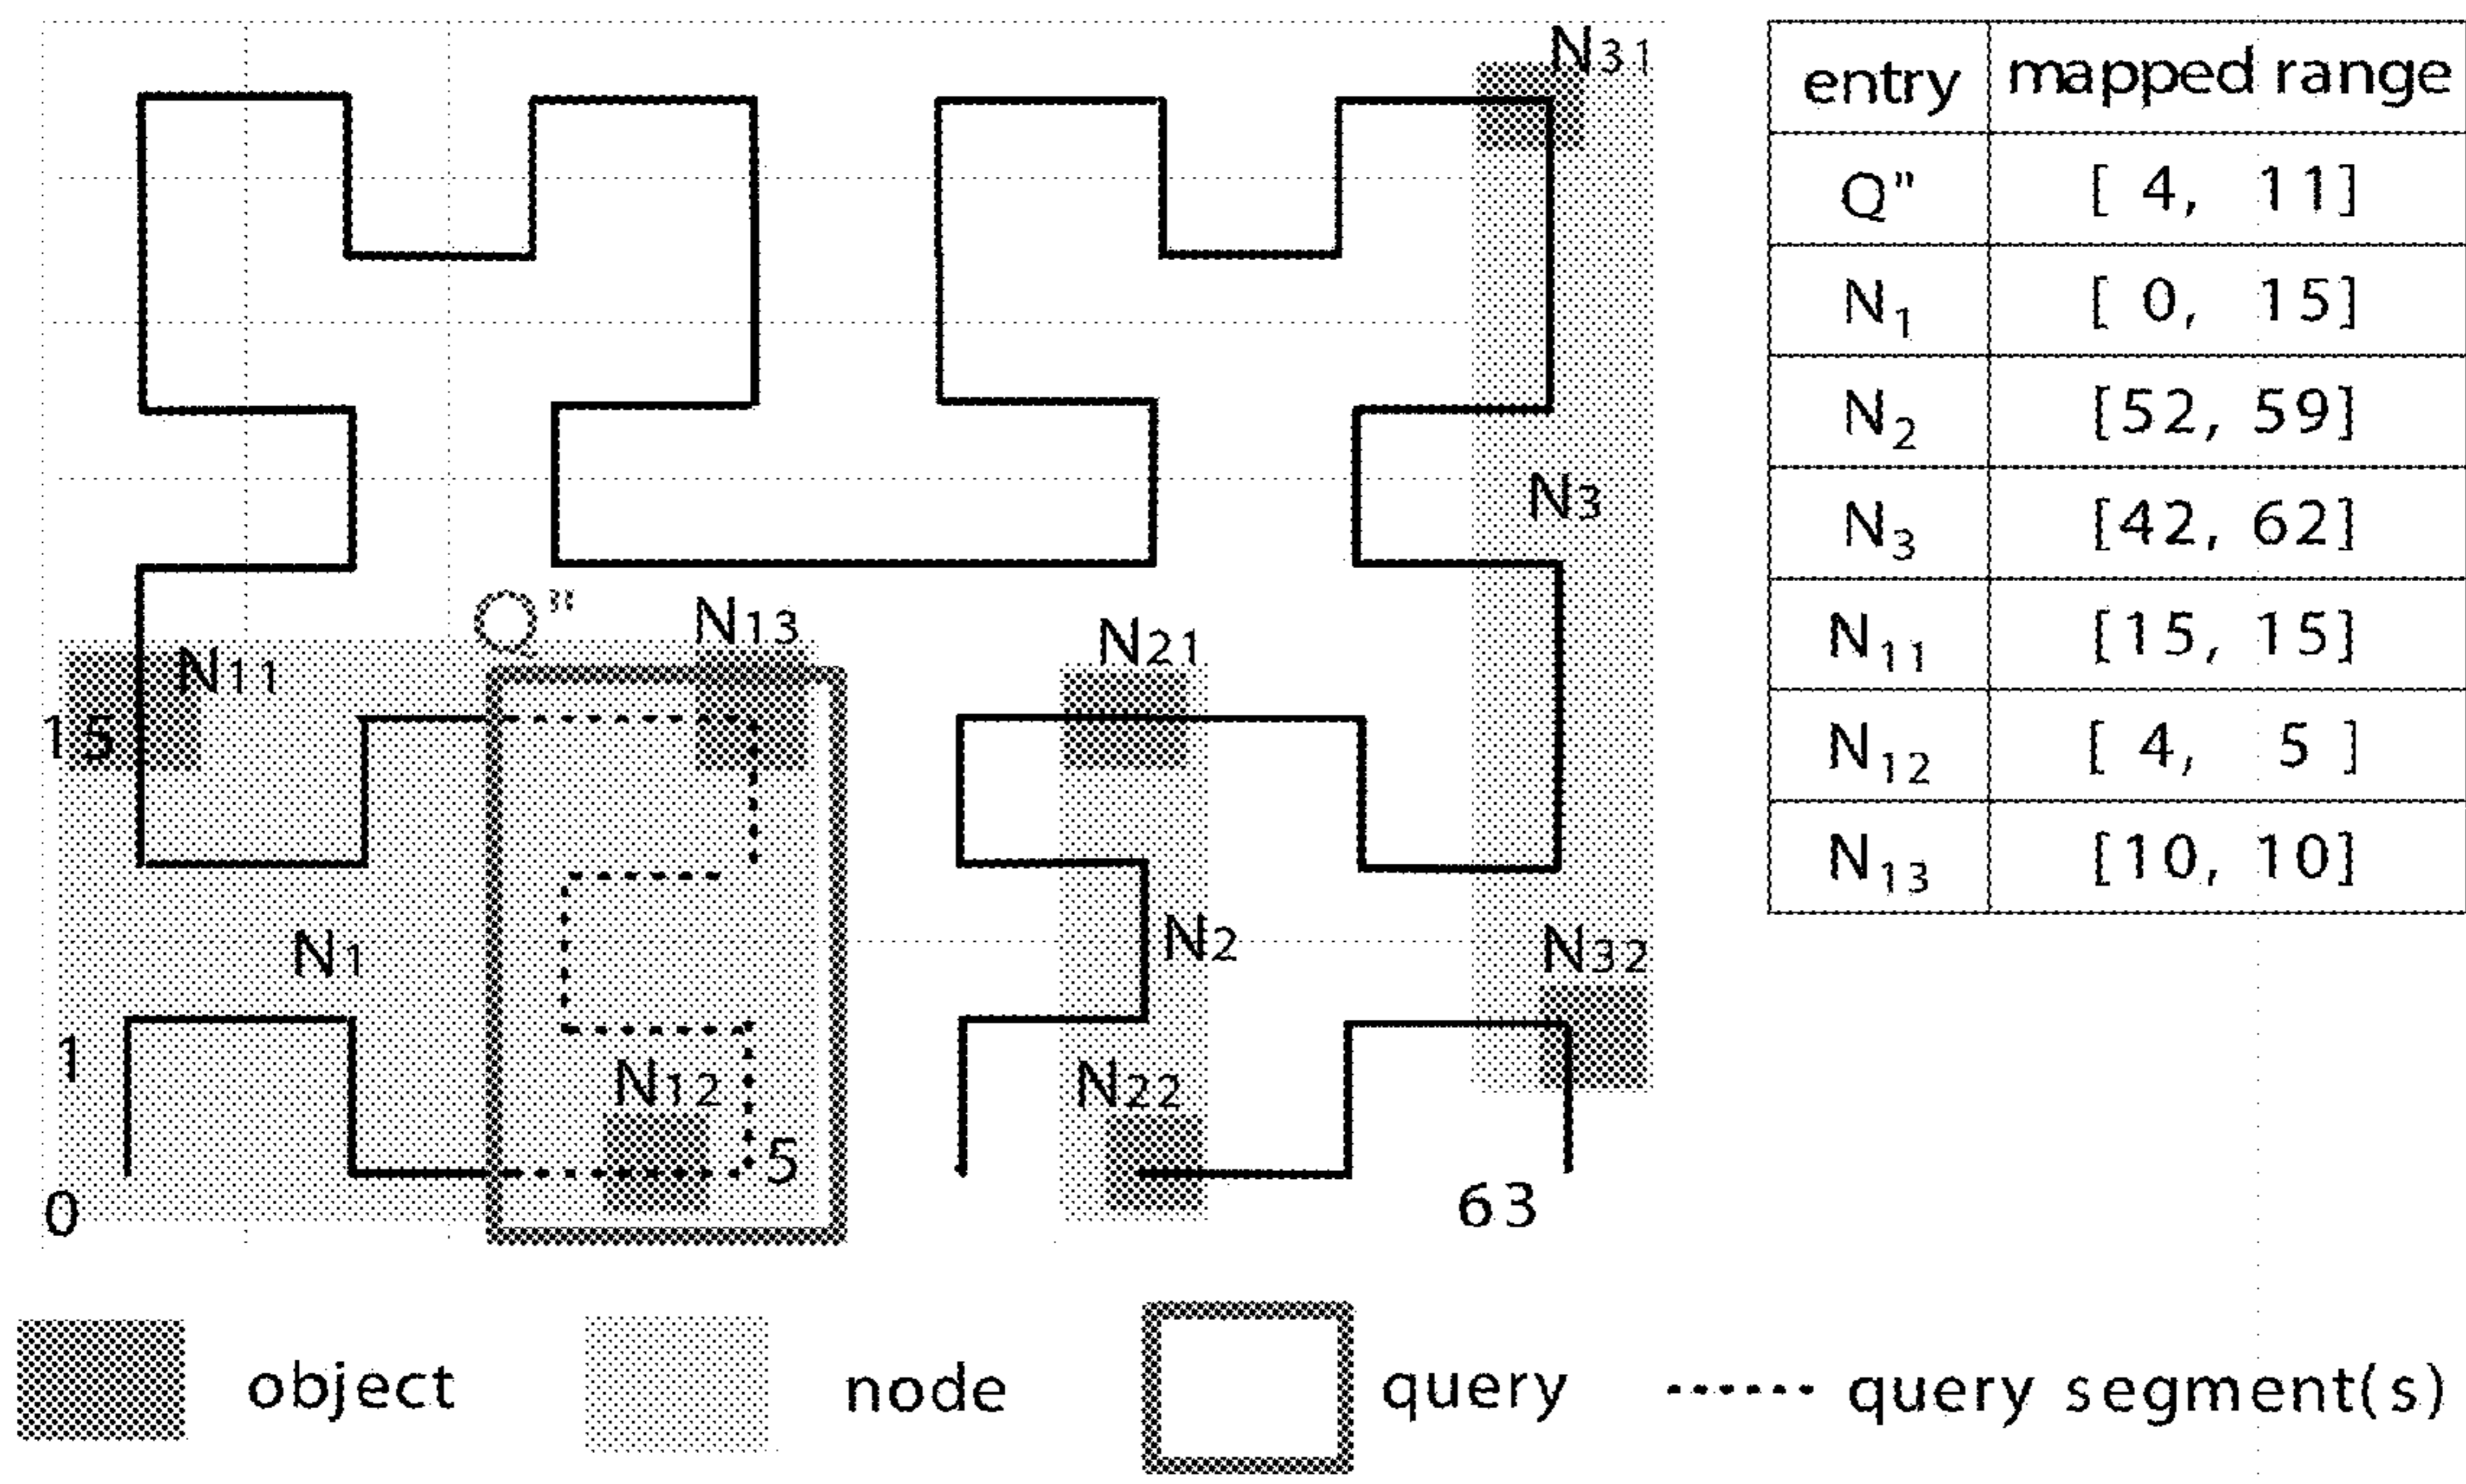 N31
N3
Q"
N13
N11
N21
15
N1
N2
N32
1
N12
N22
5
0
63
entry mapped range
Q" [ 4, 11]
N1 [ 0, 15]
N2 [52, 59]
N3 [42, 62]
N11 [15, 15]
N12 [ 4, 5 ]
N13 [10, 10]
object node query query segment(s)